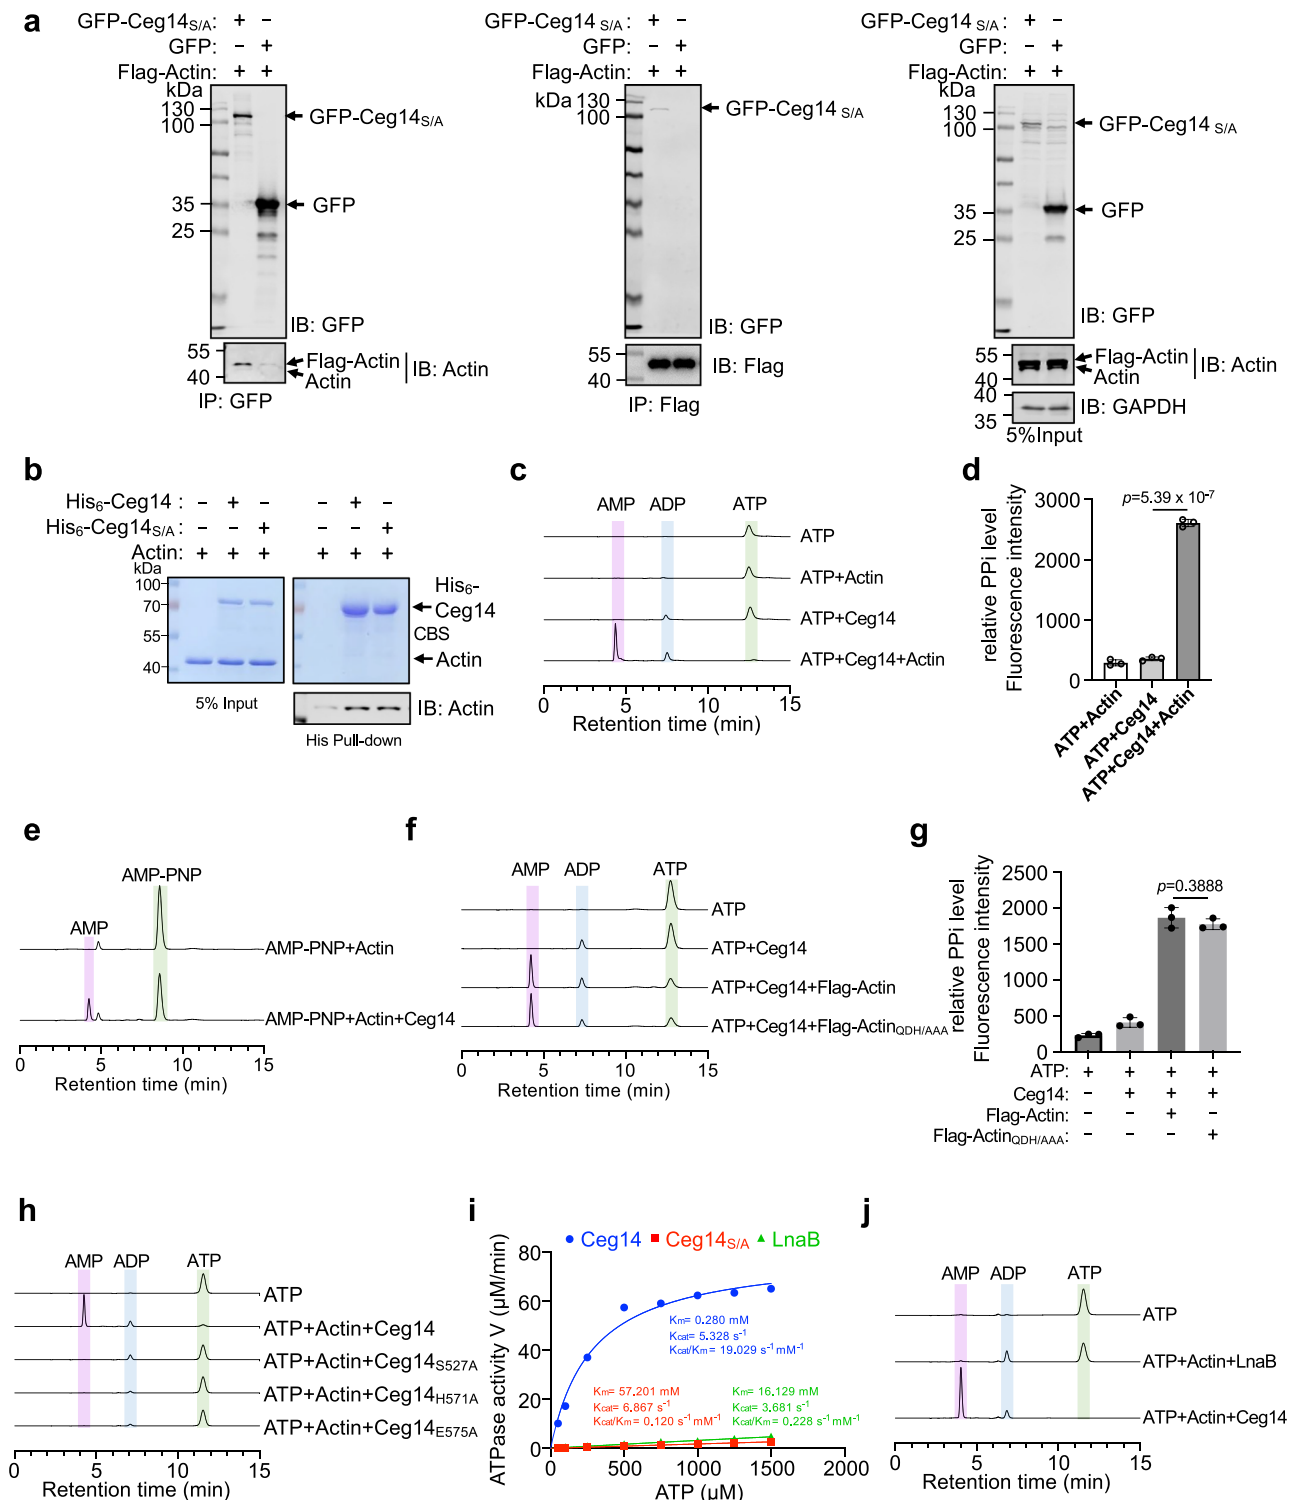 a
GFP-Ceg14 S/A: + −
GFP: − +
Flag-Actin: + +
kDa
130
100
35
25
GFP-Ceg14S/A
GFP
IB: GFP
55
40
Flag-Actin
Actin
IB: Actin
IP: GFP
GFP-Ceg14 S/A: + −
GFP: − +
Flag-Actin: + +
kDa
130
100
35
25
GFP-Ceg14 S/A
IB: GFP
55
40
IB: Flag
IP: Flag
GFP-Ceg14 S/A: + −
GFP: − +
Flag-Actin: + +
kDa
130
100
35
25
GFP-Ceg14 S/A
GFP
IB: GFP
55
40
Flag-Actin
Actin
IB: Actin
40
35
IB: GAPDH
5%Input
b
His6-Ceg14 : − + − − + −
His6-Ceg14S/A: − − + − − +
Actin: + + + + + +
kDa
100
70
55
40
His6-
Ceg14
CBS
Actin
5% Input
IB: Actin
His Pull-down
c
AMP ADP ATP
ATP
ATP+Actin
ATP+Ceg14
ATP+Ceg14+Actin
0 5 10 15
Retention time (min)
d
relative PPi level
Fluorescence intensity
3000
2000
1000
0
p=5.39 x 10-7
ATP+Actin
ATP+Ceg14
ATP+Ceg14+Actin
e
AMP-PNP
AMP
AMP-PNP+Actin
AMP-PNP+Actin+Ceg14
0 5 10 15
Retention time (min)
f
AMP ADP ATP
ATP
ATP+Ceg14
ATP+Ceg14+Flag-Actin
ATP+Ceg14+Flag-ActinQDH/AAA
0 5 10 15
Retention time (min)
g
relative PPi level
Fluorescence intensity
2500
2000
1500
1000
500
0
p=0.3888
ATP: + + + +
Ceg14: − + + +
Flag-Actin: − − + −
Flag-ActinQDH/AAA: − − − +
h
AMP ADP ATP
ATP
ATP+Actin+Ceg14
ATP+Actin+Ceg14S527A
ATP+Actin+Ceg14H571A
ATP+Actin+Ceg14E575A
0 5 10 15
Retention time (min)
i
Ceg14 Ceg14S/A LnaB
ATPase activity V (μM/min)
80
60
40
20
0
Km= 0.280 mM
Kcat= 5.328 s-1
Kcat/Km= 19.029 s-1 mM-1
Km= 57.201 mM
Kcat= 6.867 s-1
Kcat/Km= 0.120 s-1 mM-1
Km= 16.129 mM
Kcat= 3.681 s-1
Kcat/Km= 0.228 s-1 mM-1
500 1000 1500 2000
ATP (μM)
j
AMP ADP ATP
ATP
ATP+Actin+LnaB
ATP+Actin+Ceg14
0 5 10 15
Retention time (min)